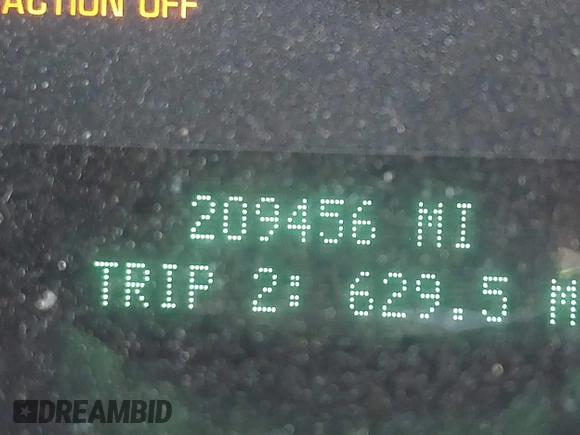 ACTION OFF
209456 MI
TRIP 2: 629.5 M
DREAMBID